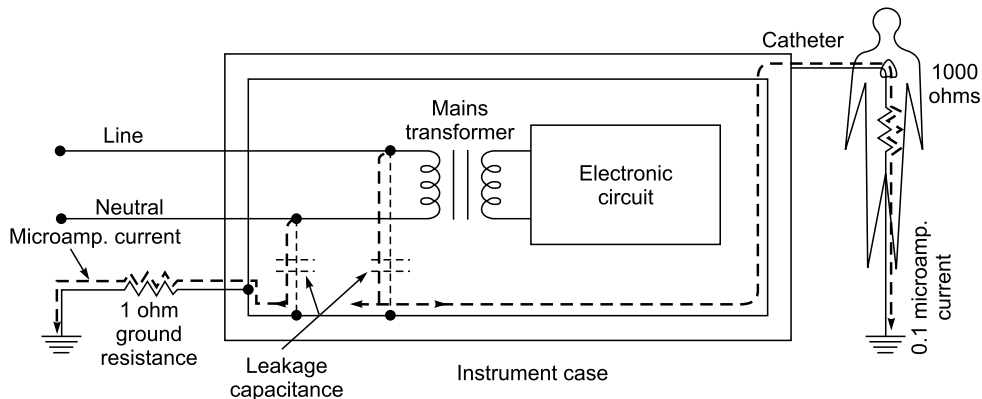 Catheter
1000
ohms
Mains
transformer
Line
Electronic
circuit
Neutral
Microamp. current
1 ohm
ground
resistance
Leakage
capacitance
Instrument case
0.1 microamp.
current